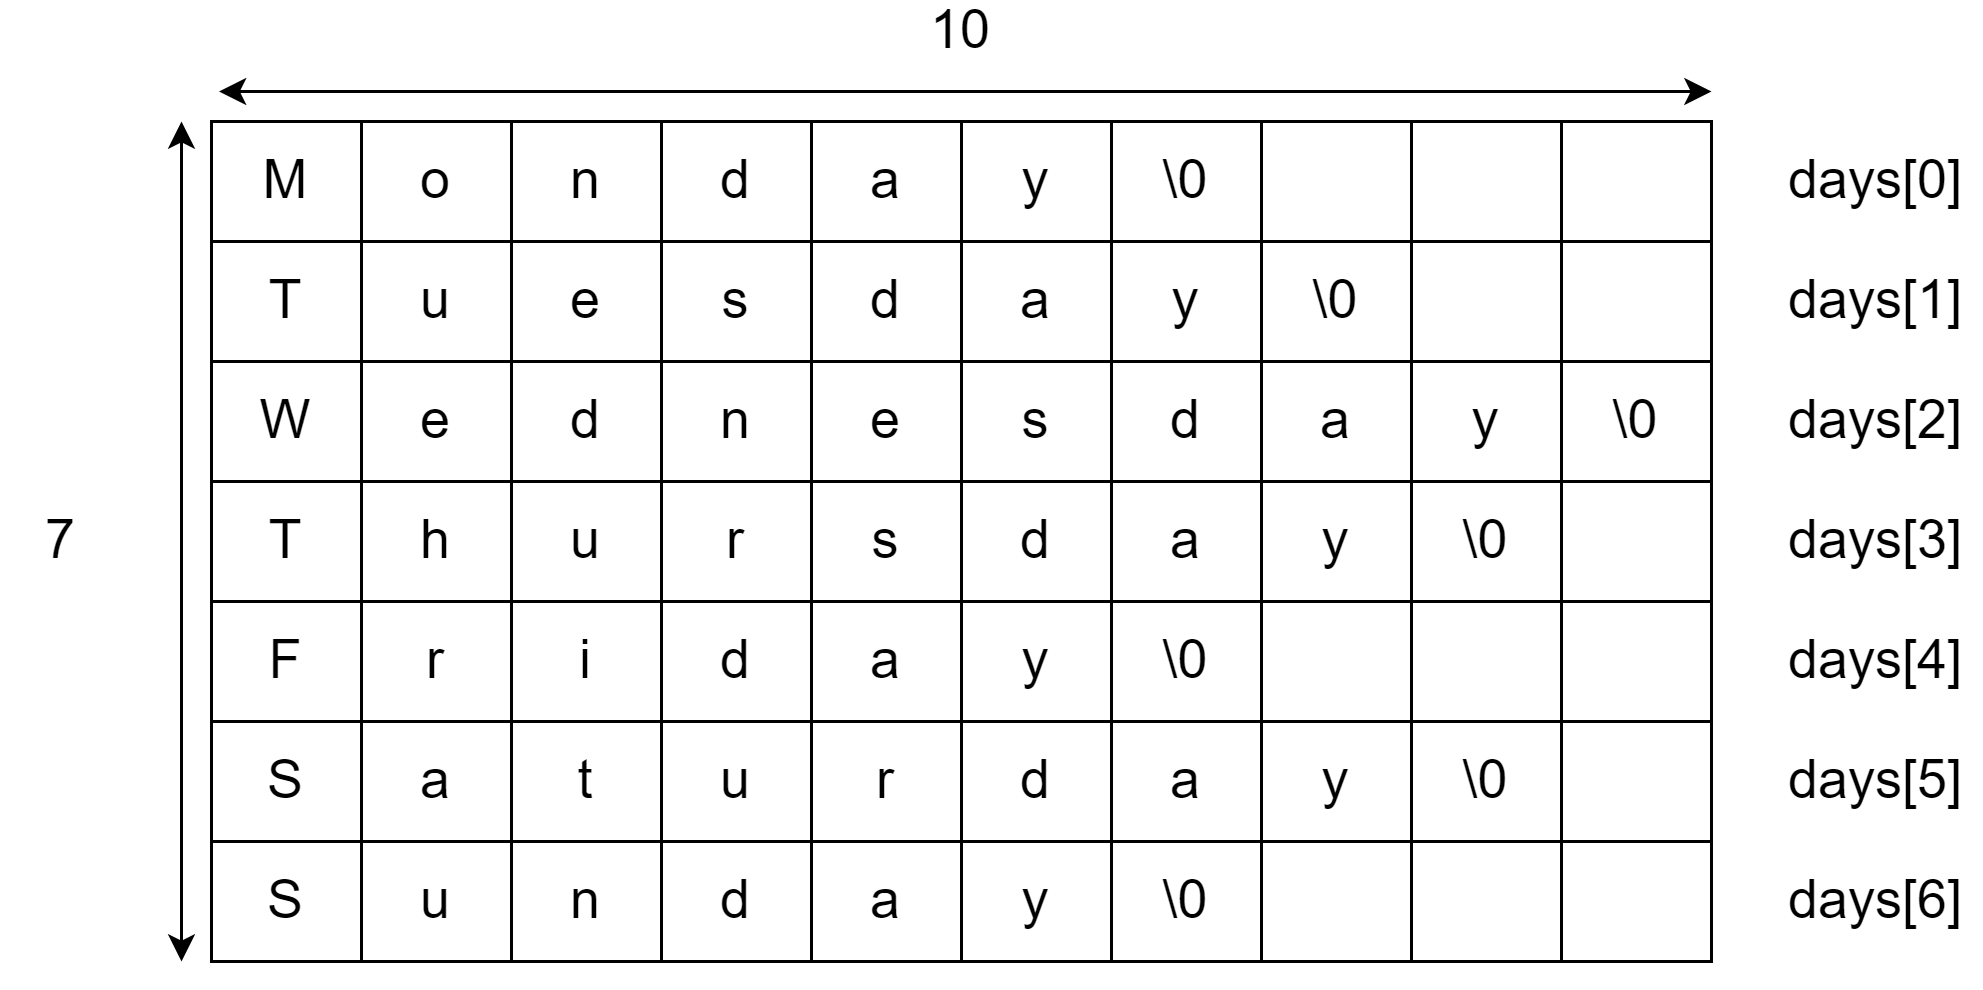 10
M o n d a y \0 days[0]
T u e s d a y \0 days[1]
W e d n e s d a y \0 days[2]
7 T h u r s d a y \0 days[3]
F r i d a y \0 days[4]
S a t u r d a y \0 days[5]
S u n d a y \0 days[6]